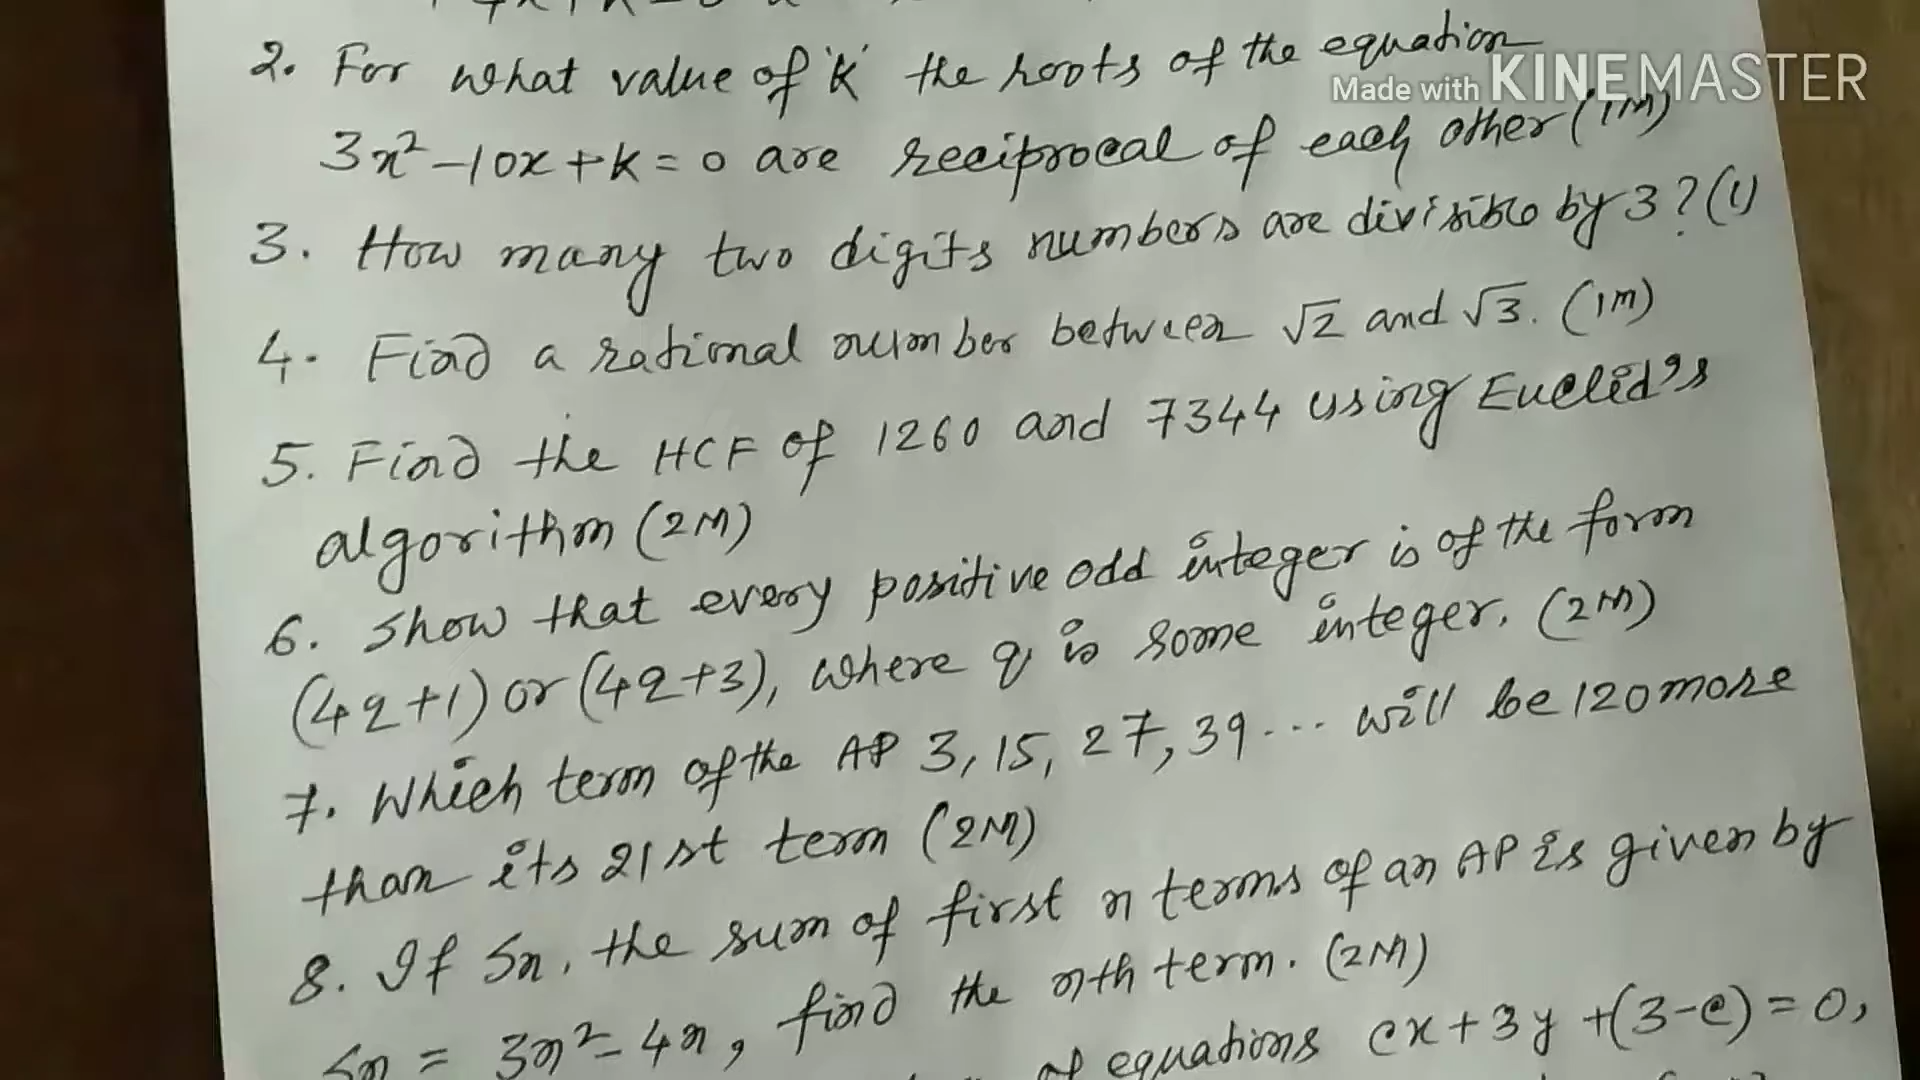 2. For what value of 'K' the roots of the equation
Made with KINEMASTER
3x² - 10x + k = 0 are reciprocal of each other (1M)
3. How many two digits numbers are divisible by 3? (1)
4. Find a rational number between √2 and √3. (1M)
5. Find the HCF of 1260 and 7344 using Euclid's
algorithm (2M)
6. Show that every positive odd integer is of the form
(4q+1) or (4q+3), where q is some integer. (2M)
7. Which term of the AP 3, 15, 27, 39 ... will be 120 more
than its 21st term (2M)
8. If Sn, the sum of first n terms of an AP is given by
Sn = 3n² - 4n, find the nth term. (2M)
of equations cx + 3y + (3-c) = 0,